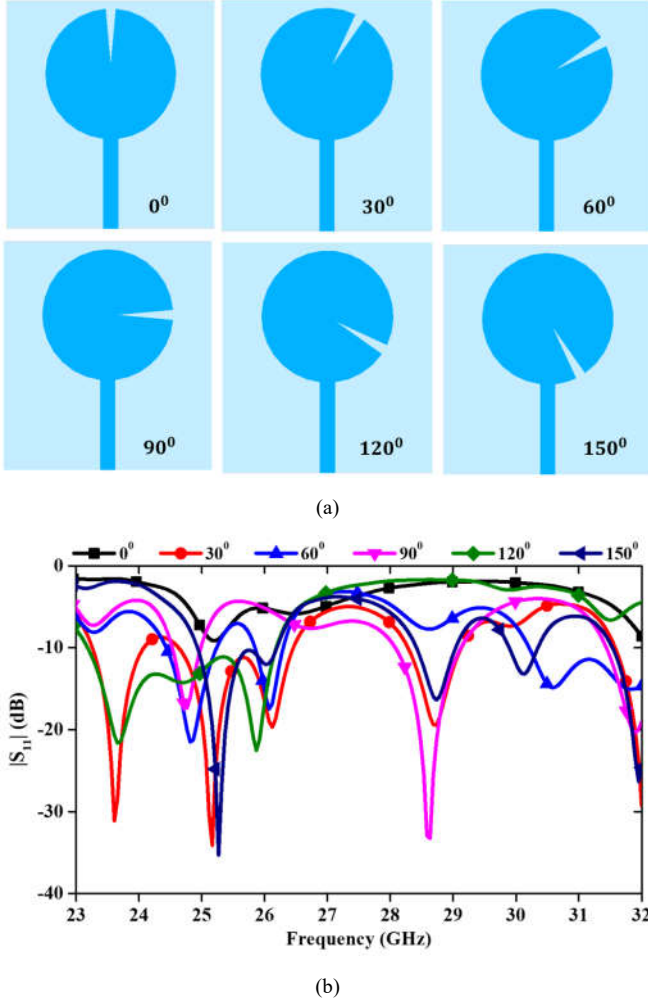 0⁰ 30⁰ 60⁰
90⁰ 120⁰ 150⁰
(a)
0⁰ 30⁰ 60⁰ 90⁰ 120⁰ 150⁰
0
-10
-20
-30
-40
|S₁₁| (dB)
23 24 25 26 27 28 29 30 31 32
Frequency (GHz)
(b)